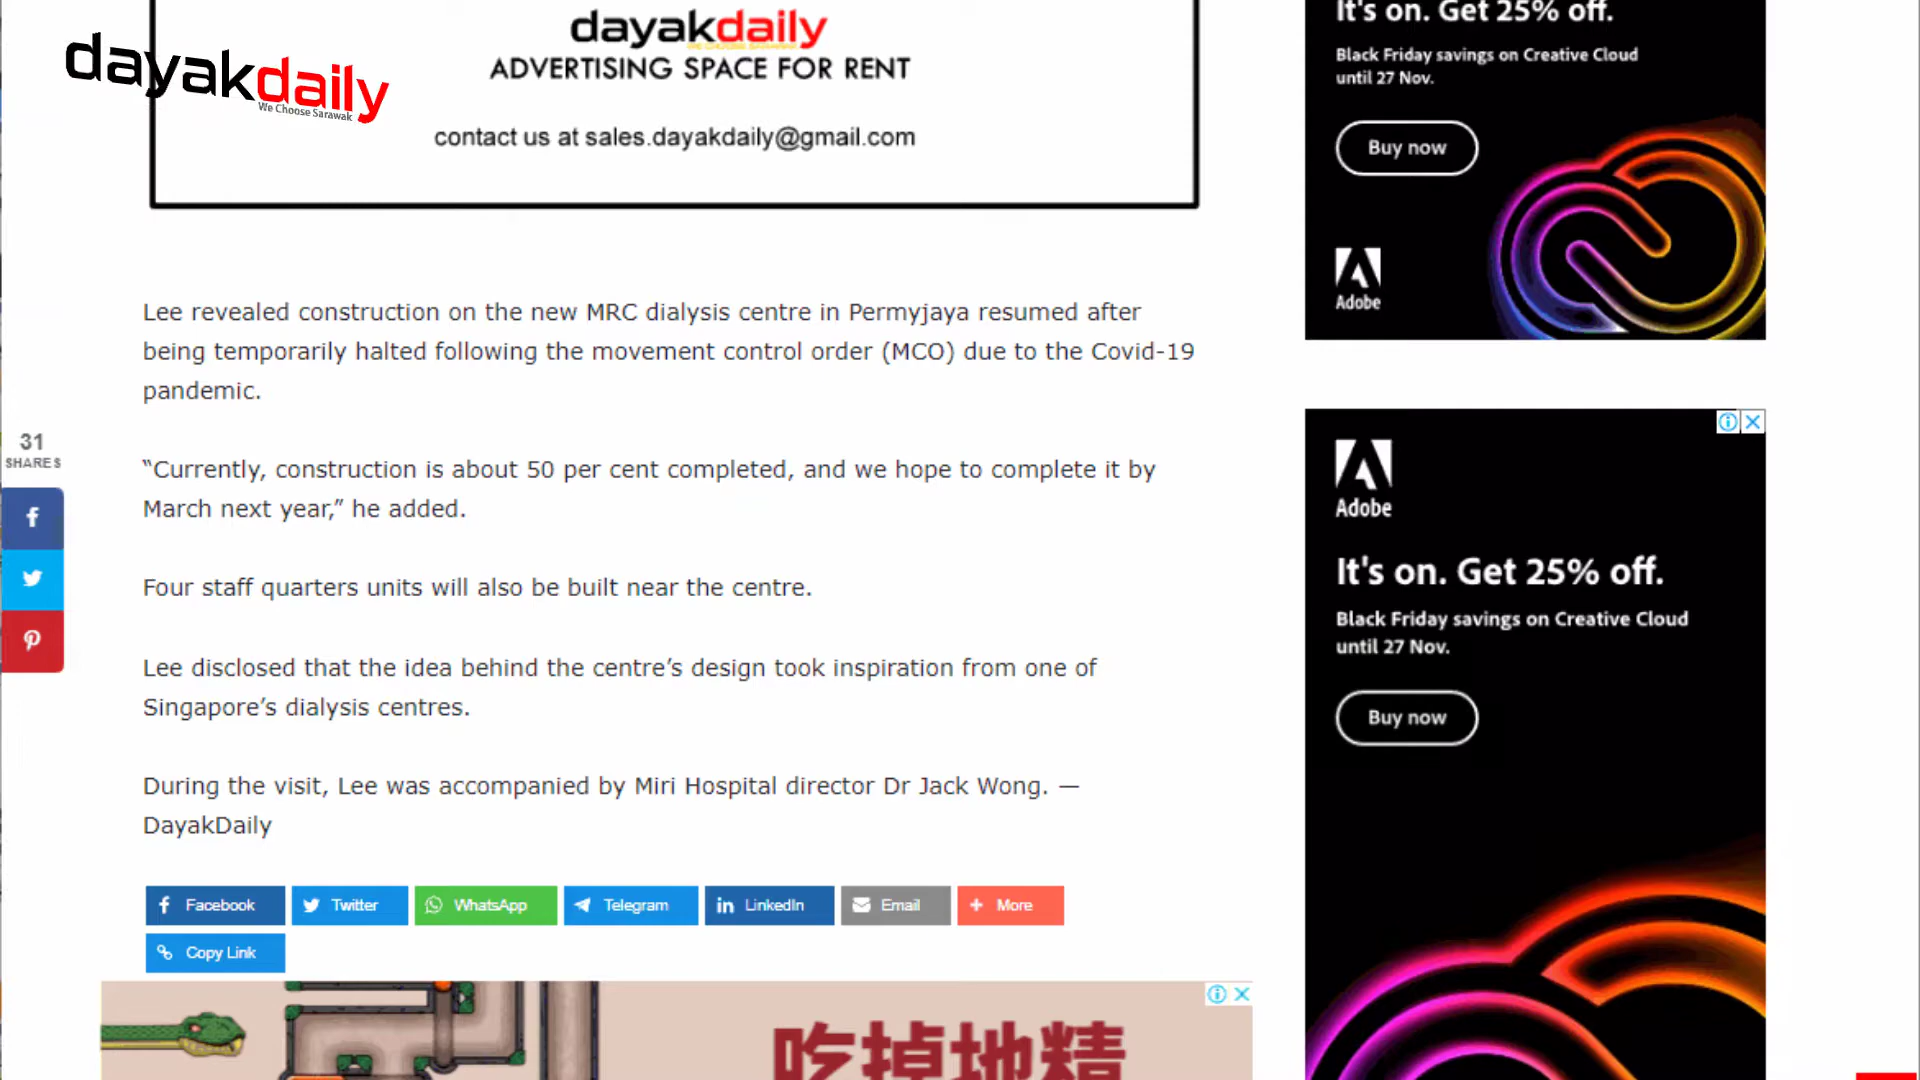 dayakdaily
We Choose Sarawak
dayakdaily
WE CHOOSE SARAWAK
ADVERTISING SPACE FOR RENT
contact us at sales.dayakdaily@gmail.com
Lee revealed construction on the new MRC dialysis centre in Permyjaya resumed after
being temporarily halted following the movement control order (MCO) due to the Covid-19
pandemic.
“Currently, construction is about 50 per cent completed, and we hope to complete it by
March next year,” he added.
Four staff quarters units will also be built near the centre.
Lee disclosed that the idea behind the centre’s design took inspiration from one of
Singapore’s dialysis centres.
During the visit, Lee was accompanied by Miri Hospital director Dr Jack Wong. —
DayakDaily
31
SHARES
Facebook
Twitter
WhatsApp
Telegram
LinkedIn
Email
More
Copy Link
吃掉地精
It's on. Get 25% off.
Black Friday savings on Creative Cloud
until 27 Nov.
Buy now
Adobe
Adobe
It's on. Get 25% off.
Black Friday savings on Creative Cloud
until 27 Nov.
Buy now